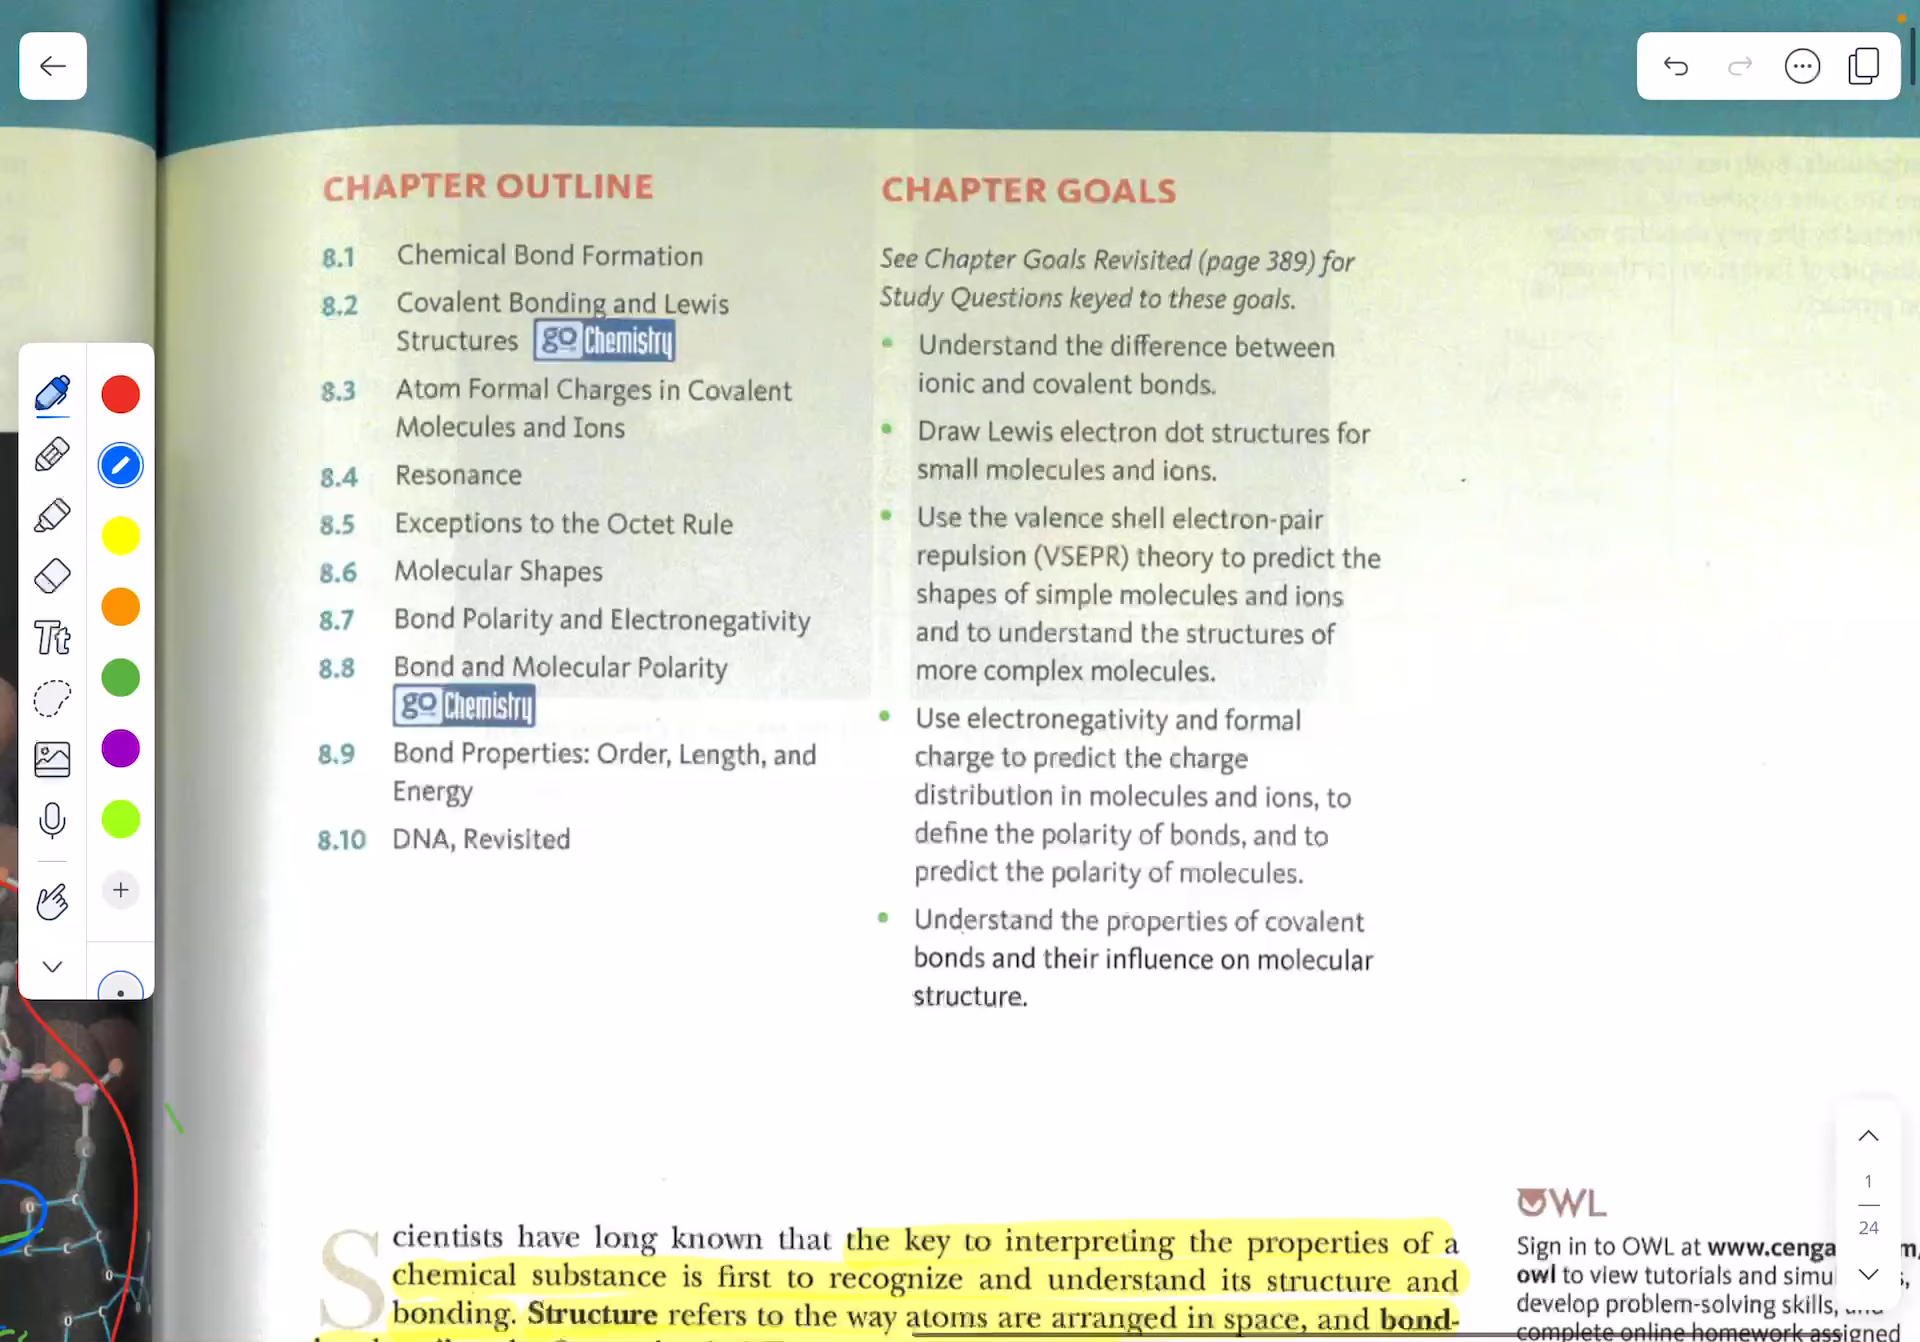 CHAPTER OUTLINE
8.1 Chemical Bond Formation
8.2 Covalent Bonding and Lewis
Structures go Chemistry
8.3 Atom Formal Charges in Covalent
Molecules and Ions
8.4 Resonance
8.5 Exceptions to the Octet Rule
8.6 Molecular Shapes
8.7 Bond Polarity and Electronegativity
8.8 Bond and Molecular Polarity
go Chemistry
8.9 Bond Properties: Order, Length, and
Energy
8.10 DNA, Revisited
CHAPTER GOALS
See Chapter Goals Revisited (page 389) for
Study Questions keyed to these goals.
• Understand the difference between
ionic and covalent bonds.
• Draw Lewis electron dot structures for
small molecules and ions.
• Use the valence shell electron-pair
repulsion (VSEPR) theory to predict the
shapes of simple molecules and ions
and to understand the structures of
more complex molecules.
• Use electronegativity and formal
charge to predict the charge
distribution in molecules and ions, to
define the polarity of bonds, and to
predict the polarity of molecules.
• Understand the properties of covalent
bonds and their influence on molecular
structure.
Scientists have long known that the key to interpreting the properties of a
chemical substance is first to recognize and understand its structure and
bonding. Structure refers to the way atoms are arranged in space, and bond-
OWL
Sign in to OWL at www.cenga
owl to view tutorials and simu
develop problem-solving skills,
complete online homework assigned
Tt
1
24